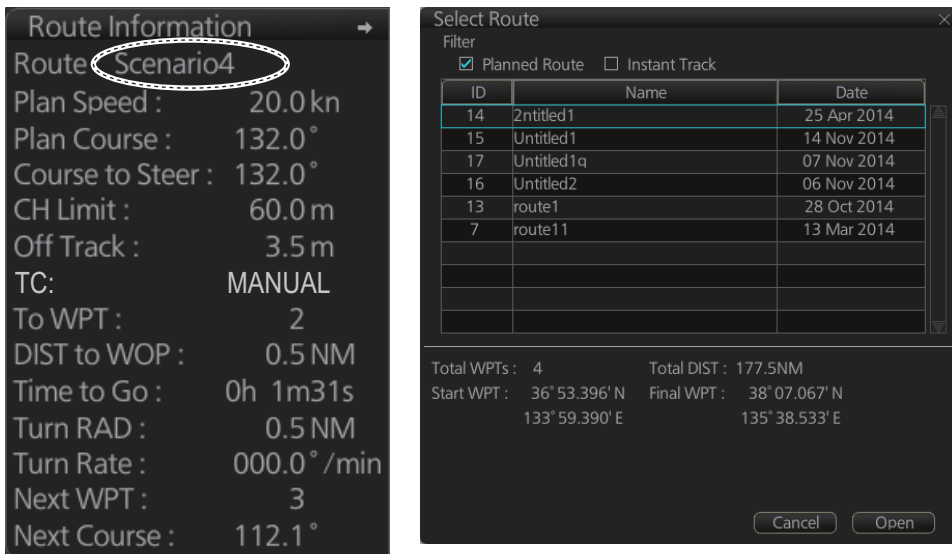 Route Information
Route Scenario4
Plan Speed : 20.0 kn
Plan Course : 132.0°
Course to Steer : 132.0°
CH Limit : 60.0 m
Off Track : 3.5 m
TC: MANUAL
To WPT : 2
DIST to WOP : 0.5 NM
Time to Go : 0h 1m31s
Turn RAD : 0.5 NM
Turn Rate : 000.0°/min
Next WPT : 3
Next Course : 112.1°
Select Route
Filter
Planned Route Instant Track
ID Name Date
14 2ntitled1 25 Apr 2014
15 Untitled1 14 Nov 2014
17 Untitled1q 07 Nov 2014
16 Untitled2 06 Nov 2014
13 route1 28 Oct 2014
7 route11 13 Mar 2014
Total WPTs : 4 Total DIST : 177.5NM
Start WPT : 36°53.396' N Final WPT : 38°07.067' N
133°59.390' E 135°38.533' E
Cancel Open